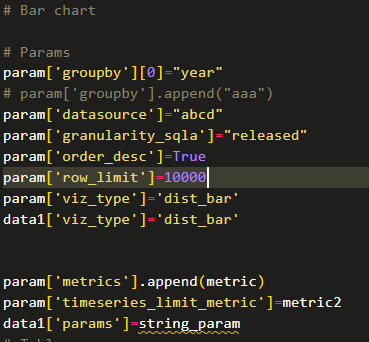 # Bar chart
# Params
param['groupby'][0]="year"
# param['groupby'].append("aaa")
param['datasource']="abcd"
param['granularity_sqla']="released"
param['order_desc']=True
param['row_limit']=10000
param['viz_type']='dist_bar'
data1['viz_type']='dist_bar'
param['metrics'].append(metric)
param['timeseries_limit_metric']=metric2
data1['params']=string_param